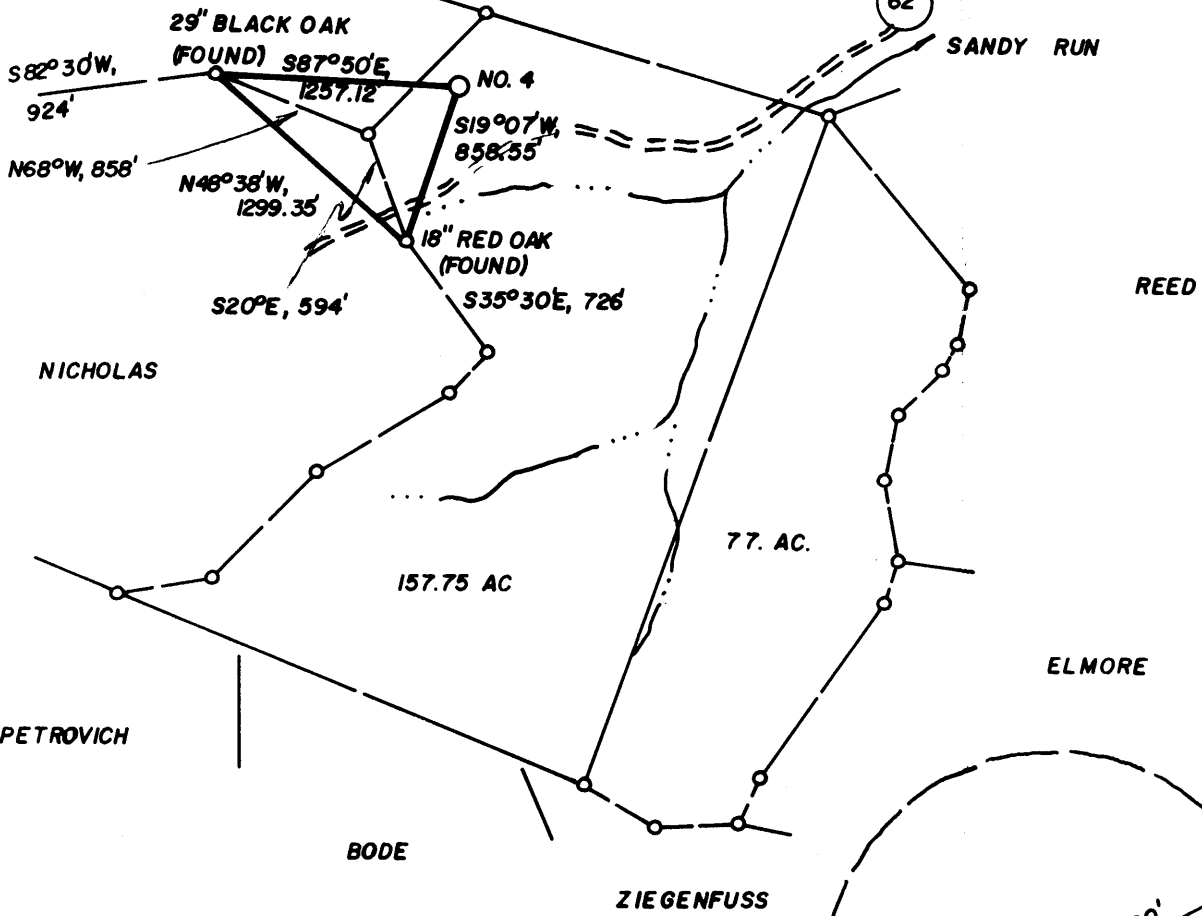 62
29" BLACK OAK
(FOUND)
SANDY RUN
S82°30'W,
924'
S87°50'E,
1257.12'
NO. 4
S19°07'W,
858.55'
N68°W, 858'
N48°38'W,
1299.35'
18" RED OAK
(FOUND)
S20°E, 594'
S35°30'E, 726'
REED
NICHOLAS
77. AC.
157.75 AC
ELMORE
PETROVICH
BODE
ZIEGENFUSS